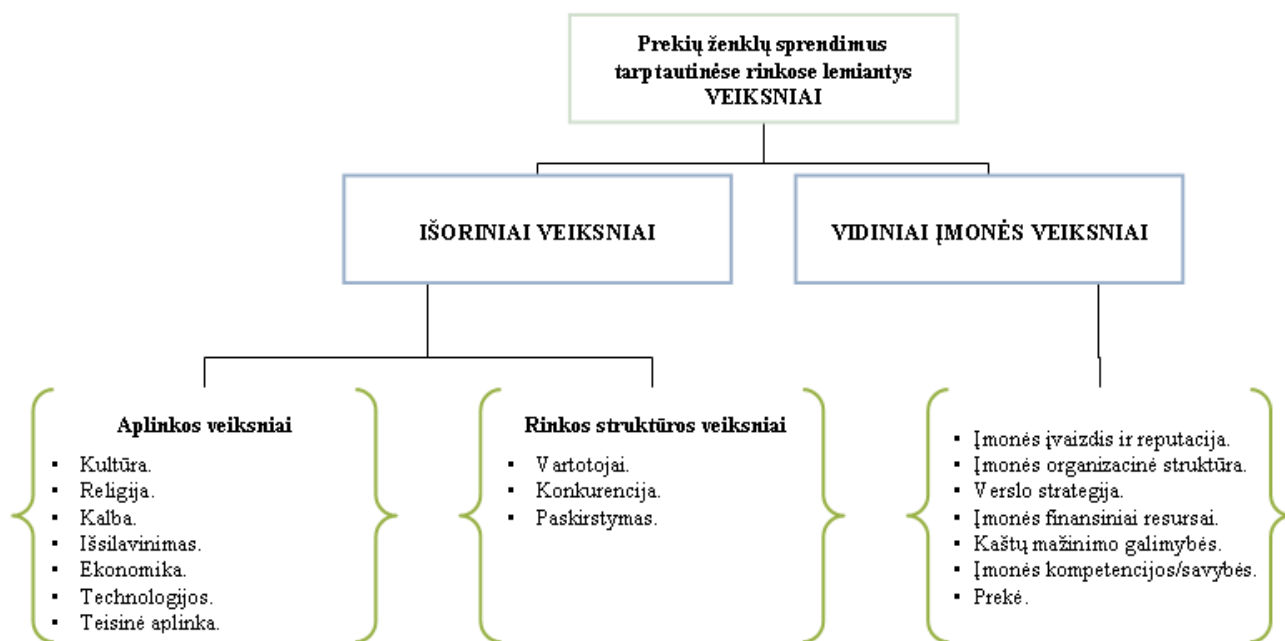 Prekių ženklų sprendimus
tarptautinėse rinkose lemiantys
VEIKSNIAI
IŠORINIAI VEIKSNIAI
VIDINIAI ĮMONĖS VEIKSNIAI
Aplinkos veiksniai
▪ Kultūra.
▪ Religija.
▪ Kalba.
▪ Išsilavinimas.
▪ Ekonomika.
▪ Technologijos.
▪ Teisinė aplinka.
Rinkos struktūros veiksniai
▪ Vartotojai.
▪ Konkurencija.
▪ Paskirstymas.
▪ Įmonės įvaizdis ir reputacija.
▪ Įmonės organizacinė struktūra.
▪ Verslo strategija.
▪ Įmonės finansiniai resursai.
▪ Kaštų mažinimo galimybės.
▪ Įmonės kompetencijos/savybės.
▪ Prekė.